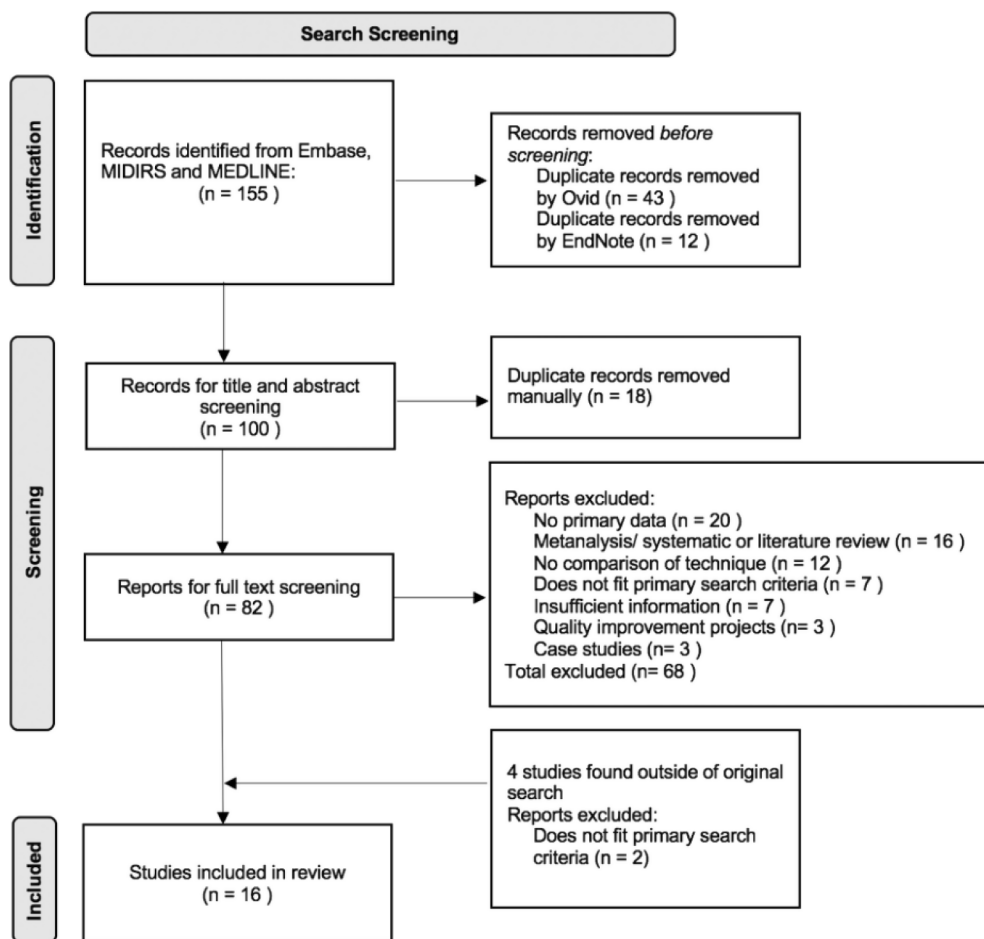 Search Screening
Identification
Records identified from Embase,
MIDIRS and MEDLINE:
(n = 155 )
Records removed before
screening:
Duplicate records removed
by Ovid (n = 43 )
Duplicate records removed
by EndNote (n = 12 )
Screening
Records for title and abstract
screening
(n = 100 )
Duplicate records removed
manually (n = 18)
Reports for full text screening
(n = 82 )
Reports excluded:
No primary data (n = 20 )
Metanalysis/ systematic or literature review (n = 16 )
No comparison of technique (n = 12 )
Does not fit primary search criteria (n = 7 )
Insufficient information (n = 7 )
Quality improvement projects (n= 3 )
Case studies (n= 3 )
Total excluded (n= 68 )
4 studies found outside of original
search
Reports excluded:
Does not fit primary search
criteria (n = 2)
Included
Studies included in review
(n = 16 )